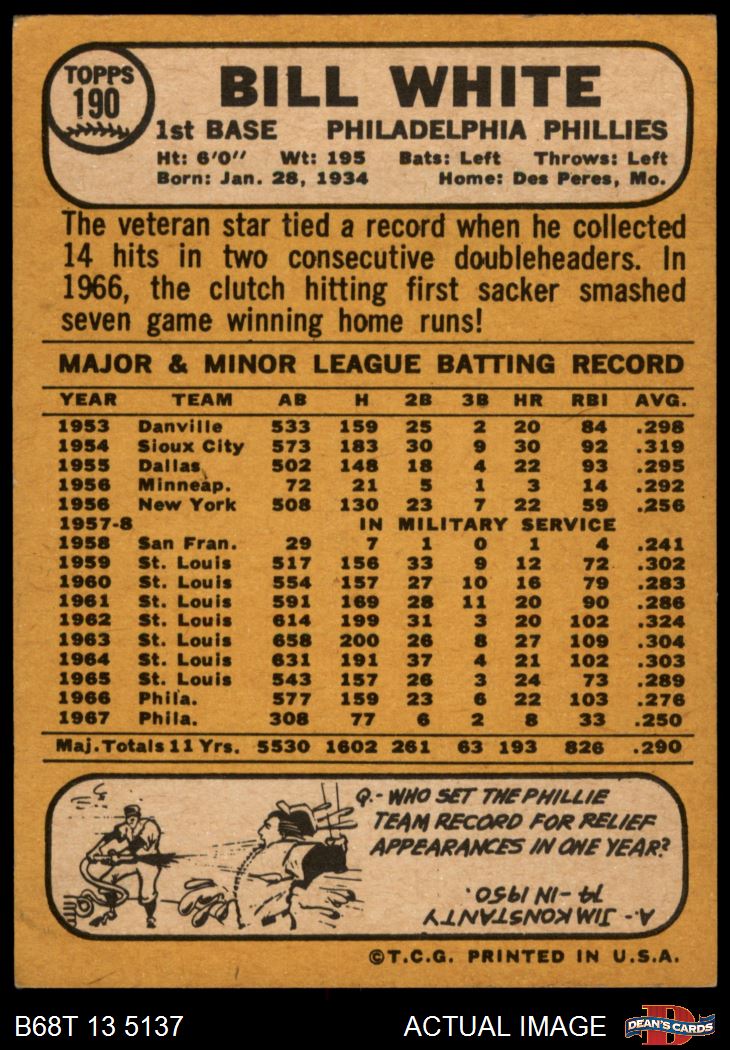 TOPPS
190
BILL WHITE
1st BASE PHILADELPHIA PHILLIES
Ht: 6'0" Wt: 195 Bats: Left Throws: Left
Born: Jan. 28, 1934 Home: Des Peres, Mo.
The veteran star tied a record when he collected
14 hits in two consecutive doubleheaders. In
1966, the clutch hitting first sacker smashed
seven game winning home runs!
MAJOR & MINOR LEAGUE BATTING RECORD
YEAR TEAM AB H 2B 3B HR RBI AVG.
1953 Danville 533 159 25 2 20 84 .298
1954 Sioux City 573 183 30 9 30 92 .319
1955 Dallas 502 148 18 4 22 93 .295
1956 Minneap. 72 21 5 1 3 14 .292
1956 New York 508 130 23 7 22 59 .256
1957-8 IN MILITARY SERVICE
1958 San Fran. 29 7 1 0 1 4 .241
1959 St. Louis 517 156 33 9 12 72 .302
1960 St. Louis 554 157 27 10 16 79 .283
1961 St. Louis 591 169 28 11 20 90 .286
1962 St. Louis 614 199 31 3 20 102 .324
1963 St. Louis 658 200 26 8 27 109 .304
1964 St. Louis 631 191 37 4 21 102 .303
1965 St. Louis 543 157 26 3 24 73 .289
1966 Phila. 577 159 23 6 22 103 .276
1967 Phila. 308 77 6 2 8 33 .250
Maj. Totals 11 Yrs. 5530 1602 261 63 193 826 .290
Q.- WHO SET THE PHILLIE
TEAM RECORD FOR RELIEF
APPEARANCES IN ONE YEAR?
A.- JIM KONSTANTY
74 - IN 1950.
©T.C.G. PRINTED IN U.S.A.
B68T 13 5137 ACTUAL IMAGE
D
DEAN'S CARDS